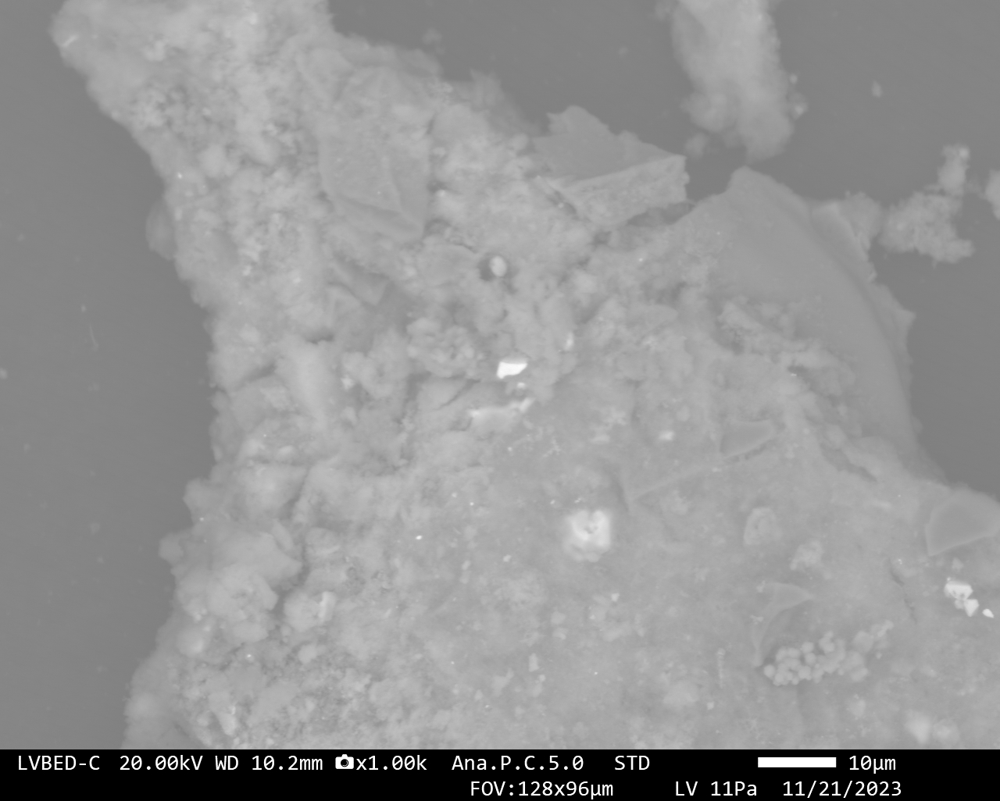 LVBED-C 20.00kV WD 10.2mm x1.00k Ana.P.C.5.0 STD 10µm
FOV:128x96µm LV 11Pa 11/21/2023